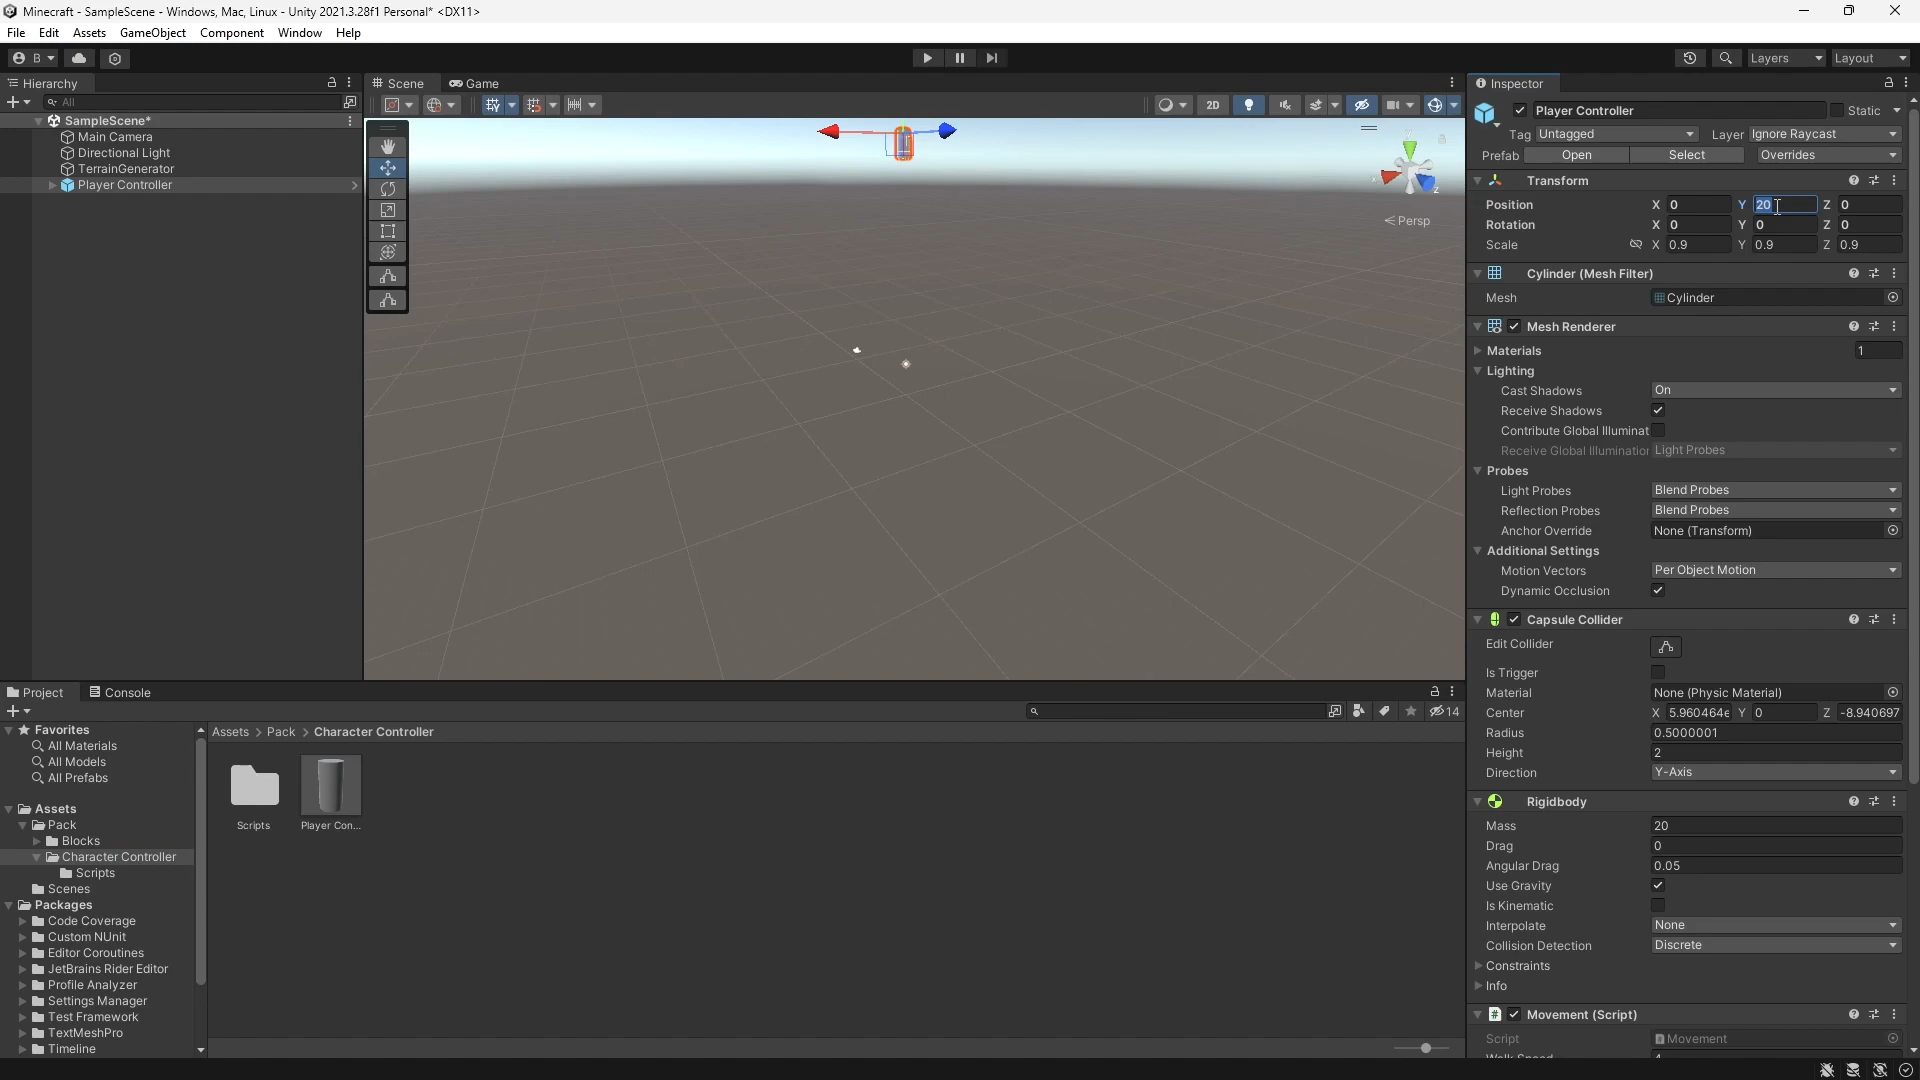 Minecraft - SampleScene - Windows, Mac, Linux - Unity 2021.3.28f1 Personal* <DX11>
File Edit Assets GameObject Component Window Help
B Layers Layout
Hierarchy
All
SampleScene*
Main Camera
Directional Light
TerrainGenerator
Player Controller
Scene Game
2D
Persp
z
Inspector
Player Controller Static
Tag Untagged Layer Ignore Raycast
Prefab Open Select Overrides
Transform
Position X 0 Y 20 Z 0
Rotation X 0 Y 0 Z 0
Scale X 0.9 Y 0.9 Z 0.9
Cylinder (Mesh Filter)
Mesh Cylinder
Mesh Renderer
Materials 1
Lighting
Cast Shadows On
Receive Shadows
Contribute Global Illuminat
Receive Global Illumination Light Probes
Probes
Light Probes Blend Probes
Reflection Probes Blend Probes
Anchor Override None (Transform)
Additional Settings
Motion Vectors Per Object Motion
Dynamic Occlusion
Capsule Collider
Edit Collider
Is Trigger
Material None (Physic Material)
Center X 5.960464e Y 0 Z -8.940697
Radius 0.5000001
Height 2
Direction Y-Axis
Rigidbody
Mass 20
Drag 0
Angular Drag 0.05
Use Gravity
Is Kinematic
Interpolate None
Collision Detection Discrete
Constraints
Info
Movement (Script)
Script Movement
Walk Speed 4
Project Console
14
Favorites
All Materials
All Models
All Prefabs
Assets
Pack
Blocks
Character Controller
Scripts
Scenes
Packages
Code Coverage
Custom NUnit
Editor Coroutines
JetBrains Rider Editor
Profile Analyzer
Settings Manager
Test Framework
TextMeshPro
Timeline
Assets > Pack > Character Controller
Scripts
Player Con...